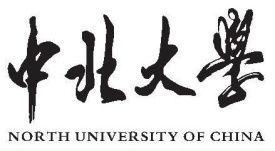 中北大學
NORTH UNIVERSITY OF CHINA